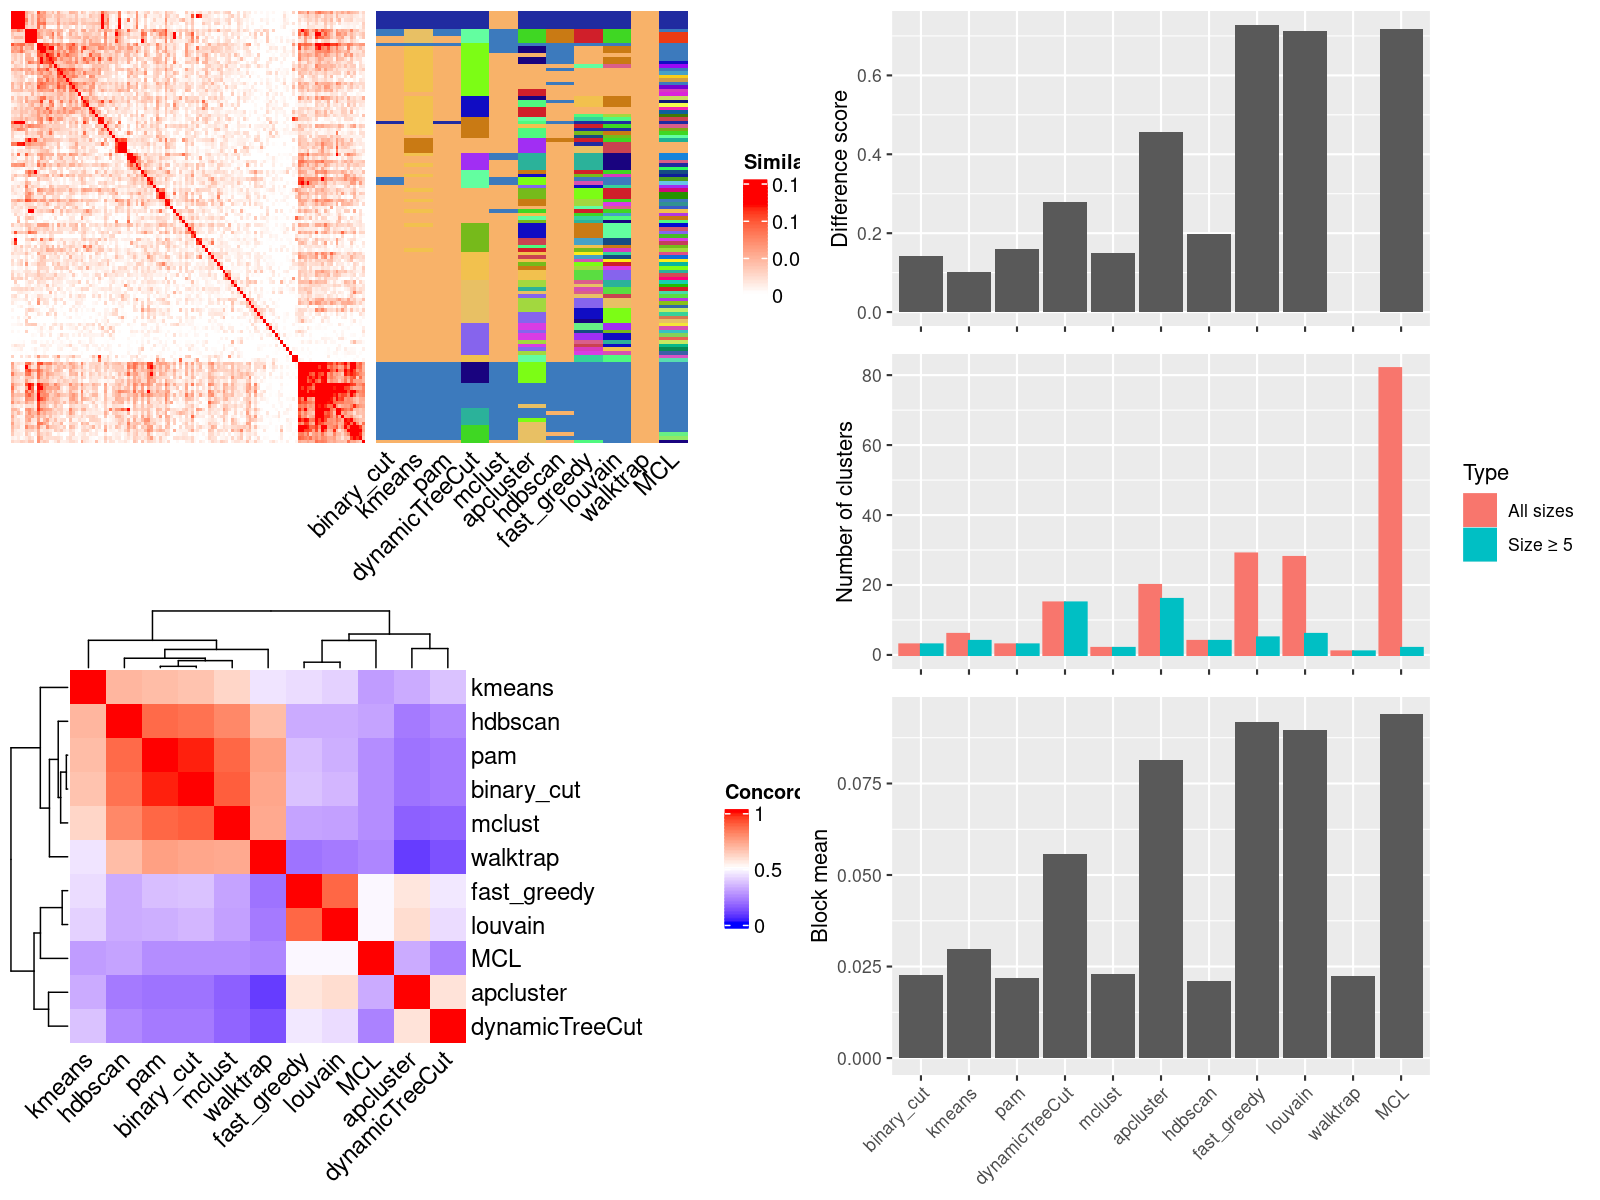 Simila
0.1
0.1
0.0
0
binary_cut
kmeans
pam
dynamicTreeCut
mclust
apcluster
hdbscan
fast_greedy
louvain
walktrap
MCL
kmeans
hdbscan
pam
binary_cut
mclust
walktrap
fast_greedy
louvain
MCL
apcluster
dynamicTreeCut
kmeans
hdbscan
pam
binary_cut
mclust
walktrap
fast_greedy
louvain
MCL
apcluster
dynamicTreeCut
Concord
1
0.5
0
Difference score
0.6
0.4
0.2
0.0
Number of clusters
80
60
40
20
0
Type
All sizes
Size ≥ 5
Block mean
0.075
0.050
0.025
0.000
binary_cut
kmeans
pam
dynamicTreeCut
mclust
apcluster
hdbscan
fast_greedy
louvain
walktrap
MCL